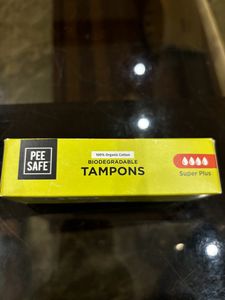 PEE
SAFE
100% Organic Cotton
BIODEGRADABLE
TAMPONS
Super Plus